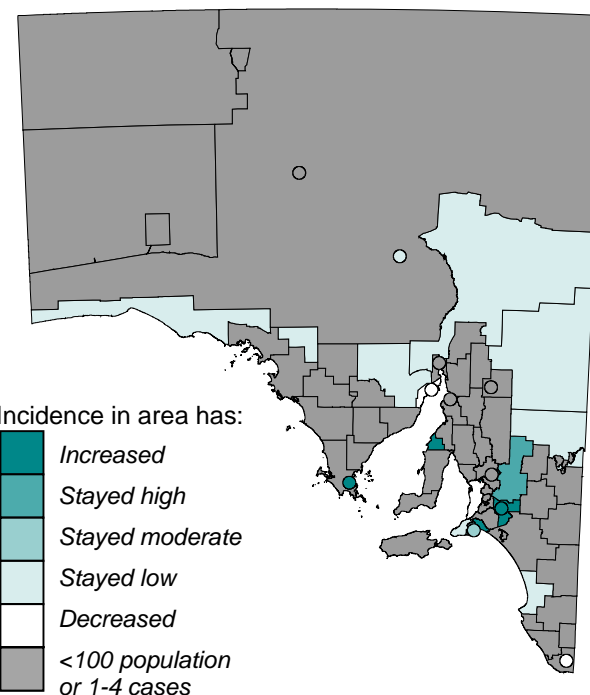 Incidence in area has:
Increased
Stayed high
Stayed moderate
Stayed low
Decreased
<100 population
or 1-4 cases